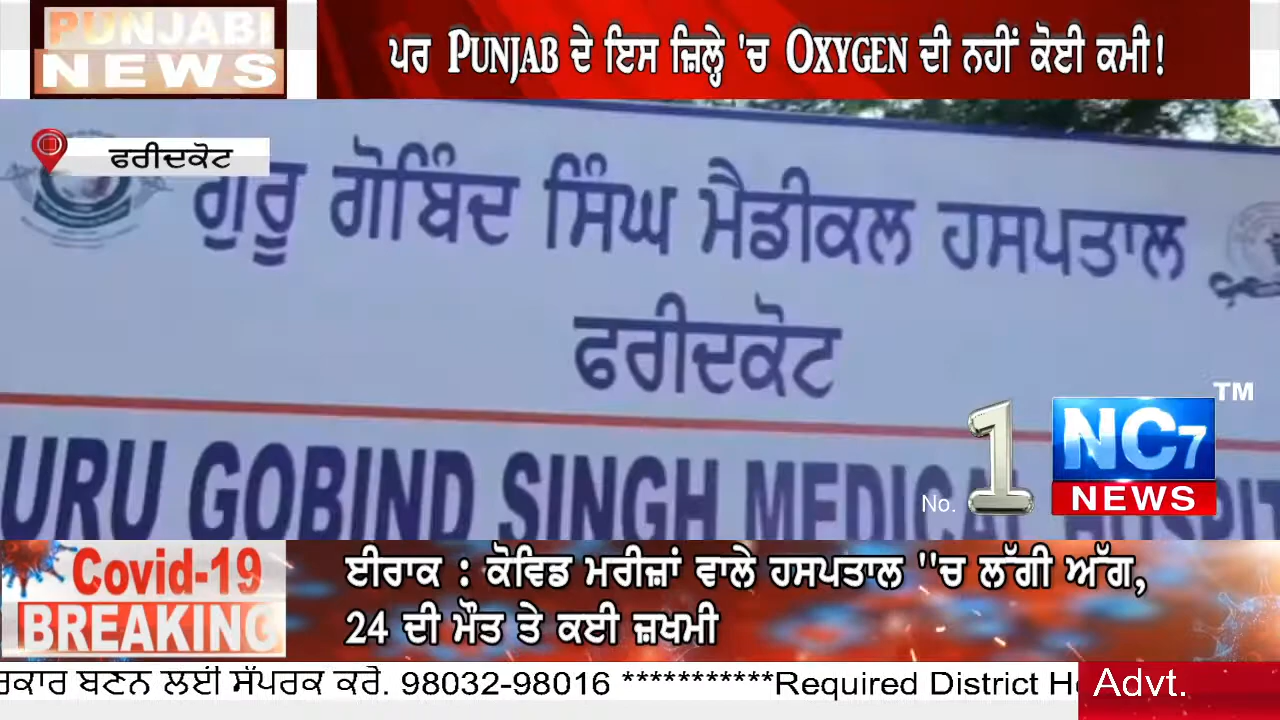 PUNJABI
NEWS
ਪਰ PUNJAB ਦੇ ਇਸ ਜ਼ਿਲ੍ਹੇ 'ਚ OXYGEN ਦੀ ਨਹੀਂ ਕੋਈ ਕਮੀ!
ਫਰੀਦਕੋਟ
ਗੁਰੂ ਗੋਬਿੰਦ ਸਿੰਘ ਮੈਡੀਕਲ ਹਸਪਤਾਲ
ਫਰੀਦਕੋਟ
URU GOBIND SINGH MEDICAL HOSPIT
No. 1 NC7 TM
NEWS
Covid-19
BREAKING
ਈਰਾਕ : ਕੋਵਿਡ ਮਰੀਜ਼ਾਂ ਵਾਲੇ ਹਸਪਤਾਲ "ਚ ਲੱਗੀ ਅੱਗ,
24 ਦੀ ਮੌਤ ਤੇ ਕਈ ਜ਼ਖਮੀ
ਰਕਾਰ ਬਣਨ ਲਈ ਸੰਪਰਕ ਕਰੋ. 98032-98016 ***********Required District H Advt.